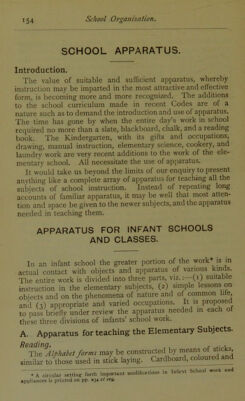 154 School Organisation.
SCHOOL APPARATUS.
Introduction.
The value of suitable and sufficient apparatus, whereby
instruction may be imparted in the most attractive and effective
form, is becoming more and more recognized. The additions
to the school curriculum made in recent Codes are of a
nature such as to demand the introduction and use of apparatus.
The time has gone by when the entire day's work in school
required no more than a slate, blackboard, chalk, and a reading
book. The Kindergarten, with its gifts and occupations,
drawing, manual instruction, elementary science, cookery, and
laundry work are very recent additions to the work of the ele-
mentary school. All necessitate the use of apparatus.
It would take us beyond the limits of our enquiry to present
anything like a complete array of apparatus for teaching all the
subjects of school instruction. Instead of repeating long
accounts of familiar apparatus, it may be well that most atten-
tion and space be given to the newer subjects, and the apparatus
needed in teaching them.
APPARATUS FOR INFANT SCHOOLS
AND CLASSES.
In an infant school the greater portion of the work* is in
actual contact with objects and apparatus of various kinds.
The entire work is divided into three parts, viz.:—(1) suitable
instruction in the elementary subjects, (2) simple lessons on
objects and on the phenomena of nature and of common life,
and (3) appropriate and varied occupations. It is proposed
to pass briefly under review the apparatus needed in each of
these three divisions of infants' school work.
A. Apparatus for teaching the Elementary Subjects.
Reading.
The Alphabet forms may be constructed by means of sticks,
similar to those used in stick laying. Cardboard, coloured and
* A circular setting forth important modifications in Infant School work and
appliances is printed on pp.